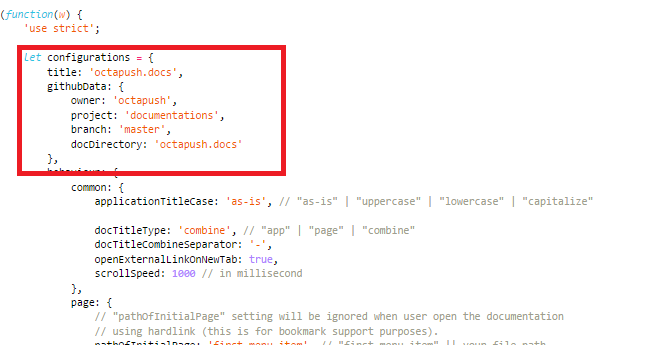 (function(w) {
'use strict';
let configurations = {
title: 'octapush.docs',
githubData: {
owner: 'octapush',
project: 'documentations',
branch: 'master',
docDirectory: 'octapush.docs'
},
behaviour: {
common: {
applicationTitleCase: 'as-is', // "as-is" | "uppercase" | "lowercase" | "capitalize"
docTitleType: 'combine', // "app" | "page" | "combine"
docTitleCombineSeparator: '-',
openExternalLinkOnNewTab: true,
scrollSpeed: 1000 // in millisecond
},
page: {
// "pathOfInitialPage" setting will be ignored when user open the documentation
// using hardlink (this is for bookmark support purposes).
pathOfInitialPage: 'first menu item', // "first menu item" || your file path